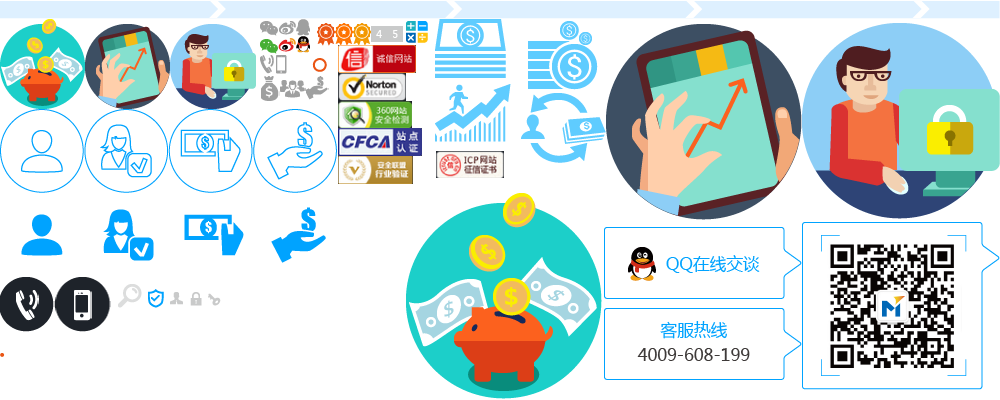 4 5
诚信网站
Norton
SECURED
360网站
安全检测
CFCA 站点
认证
安全联盟
行业验证
ICP网站
征信证书
QQ在线交谈
客服热线
4009-608-199